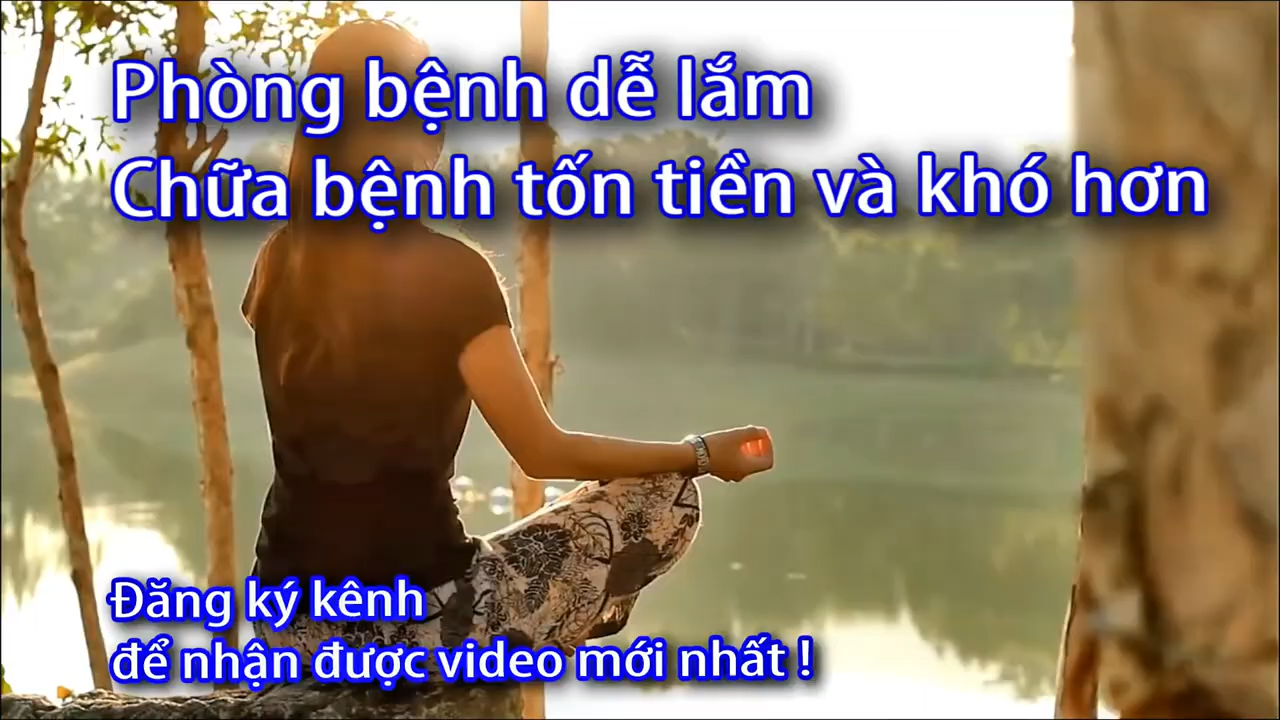 Phòng bệnh dễ lắm
Chữa bệnh tốn tiền và khó hơn
Đăng ký kênh
để nhận được video mới nhất !